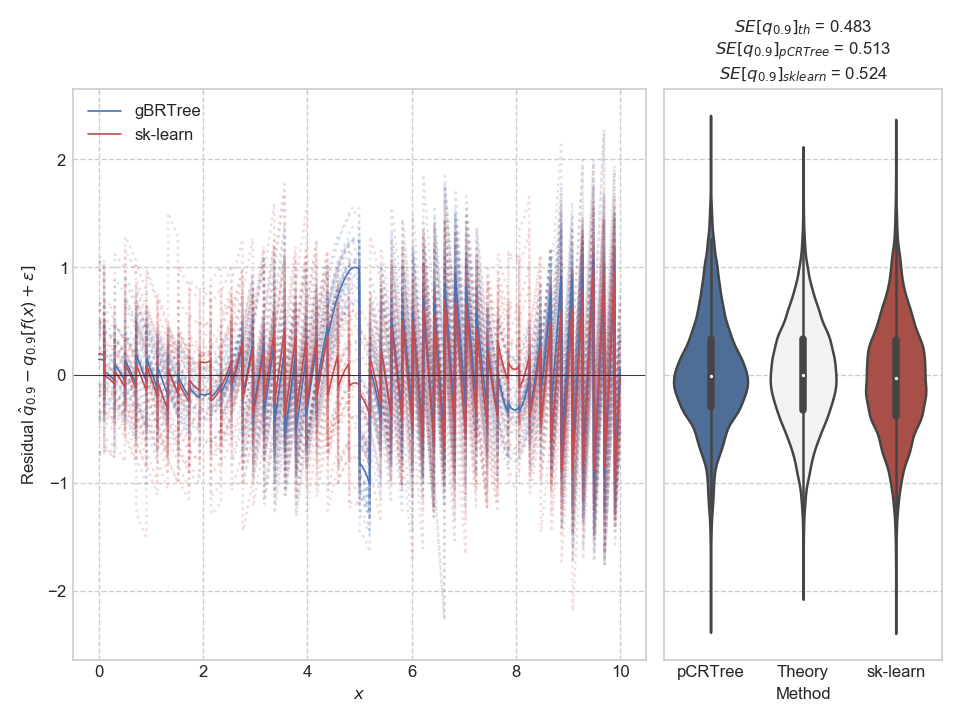 SE[q0.9]th = 0.483
SE[q0.9]pCRTree = 0.513
SE[q0.9]sklearn = 0.524
gBRTree
sk-learn
Residual q̂0.9 − q0.9[f(x) + ε]
2
1
0
−1
−2
0 2 4 6 8 10
x
pCRTree Theory sk-learn
Method